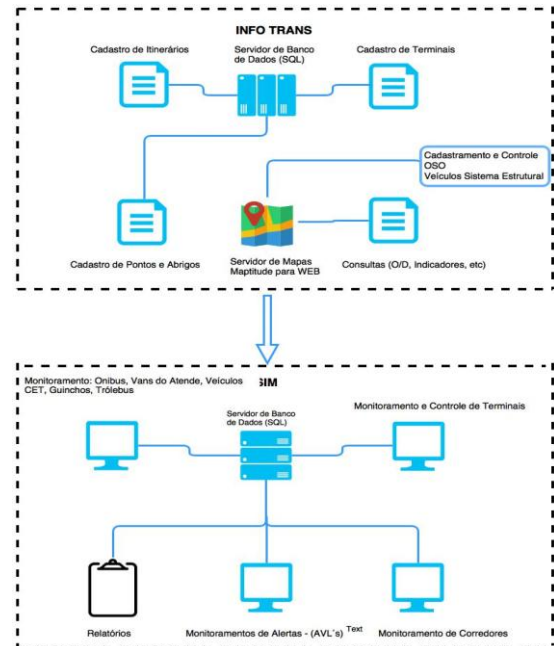 INFO TRANS
Cadastro de Itinerários
Servidor de Banco
de Dados (SQL)
Cadastro de Terminais
Cadastramento e Controle
OSO
Veículos Sistema Estrutural
Cadastro de Pontos e Abrigos
Servidor de Mapas
Maptitude para WEB
Consultas (O/D, Indicadores, etc)
Monitoramento: Onibus, Vans do Atende, Veículos
CET, Guinchos, Trólebus
SIM
Servidor de Banco
de Dados (SQL)
Monitoramento e Controle de Terminais
Relatórios
Monitoramentos de Alertas - (AVL´s) Text
Monitoramento de Corredores